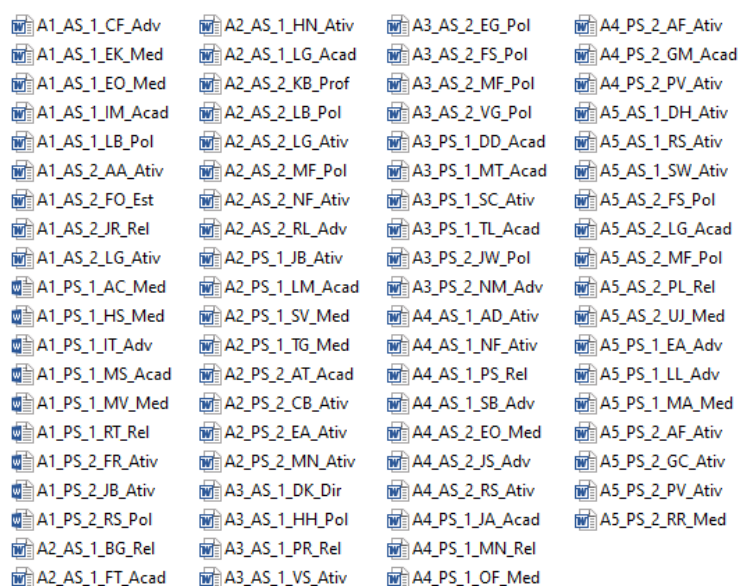 A1_AS_1_CF_Adv
A1_AS_1_EK_Med
A1_AS_1_EO_Med
A1_AS_1_IM_Acad
A1_AS_1_LB_Pol
A1_AS_2_AA_Ativ
A1_AS_2_FO_Est
A1_AS_2_JR_Rel
A1_AS_2_LG_Ativ
A1_PS_1_AC_Med
A1_PS_1_HS_Med
A1_PS_1_IT_Adv
A1_PS_1_MS_Acad
A1_PS_1_MV_Med
A1_PS_1_RT_Rel
A1_PS_2_FR_Ativ
A1_PS_2_JB_Ativ
A1_PS_2_RS_Pol
A2_AS_1_BG_Rel
A2_AS_1_FT_Acad
A2_AS_1_HN_Ativ
A2_AS_1_LG_Acad
A2_AS_2_KB_Prof
A2_AS_2_LB_Pol
A2_AS_2_LG_Ativ
A2_AS_2_MF_Pol
A2_AS_2_NF_Ativ
A2_AS_2_RL_Adv
A2_PS_1_JB_Ativ
A2_PS_1_LM_Acad
A2_PS_1_SV_Med
A2_PS_1_TG_Med
A2_PS_2_AT_Acad
A2_PS_2_CB_Ativ
A2_PS_2_EA_Ativ
A2_PS_2_MN_Ativ
A3_AS_1_DK_Dir
A3_AS_1_HH_Pol
A3_AS_1_PR_Rel
A3_AS_1_VS_Ativ
A3_AS_2_EG_Pol
A3_AS_2_FS_Pol
A3_AS_2_MF_Pol
A3_AS_2_VG_Pol
A3_PS_1_DD_Acad
A3_PS_1_MT_Acad
A3_PS_1_SC_Ativ
A3_PS_1_TL_Acad
A3_PS_2_JW_Pol
A3_PS_2_NM_Adv
A4_AS_1_AD_Ativ
A4_AS_1_NF_Ativ
A4_AS_1_PS_Rel
A4_AS_1_SB_Adv
A4_AS_2_EO_Med
A4_AS_2_JS_Adv
A4_AS_2_RS_Ativ
A4_PS_1_JA_Acad
A4_PS_1_MN_Rel
A4_PS_1_OF_Med
A4_PS_2_AF_Ativ
A4_PS_2_GM_Acad
A4_PS_2_PV_Ativ
A5_AS_1_DH_Ativ
A5_AS_1_RS_Ativ
A5_AS_1_SW_Ativ
A5_AS_2_FS_Pol
A5_AS_2_LG_Acad
A5_AS_2_MF_Pol
A5_AS_2_PL_Rel
A5_AS_2_UJ_Med
A5_PS_1_EA_Adv
A5_PS_1_LL_Adv
A5_PS_1_MA_Med
A5_PS_2_AF_Ativ
A5_PS_2_GC_Ativ
A5_PS_2_PV_Ativ
A5_PS_2_RR_Med